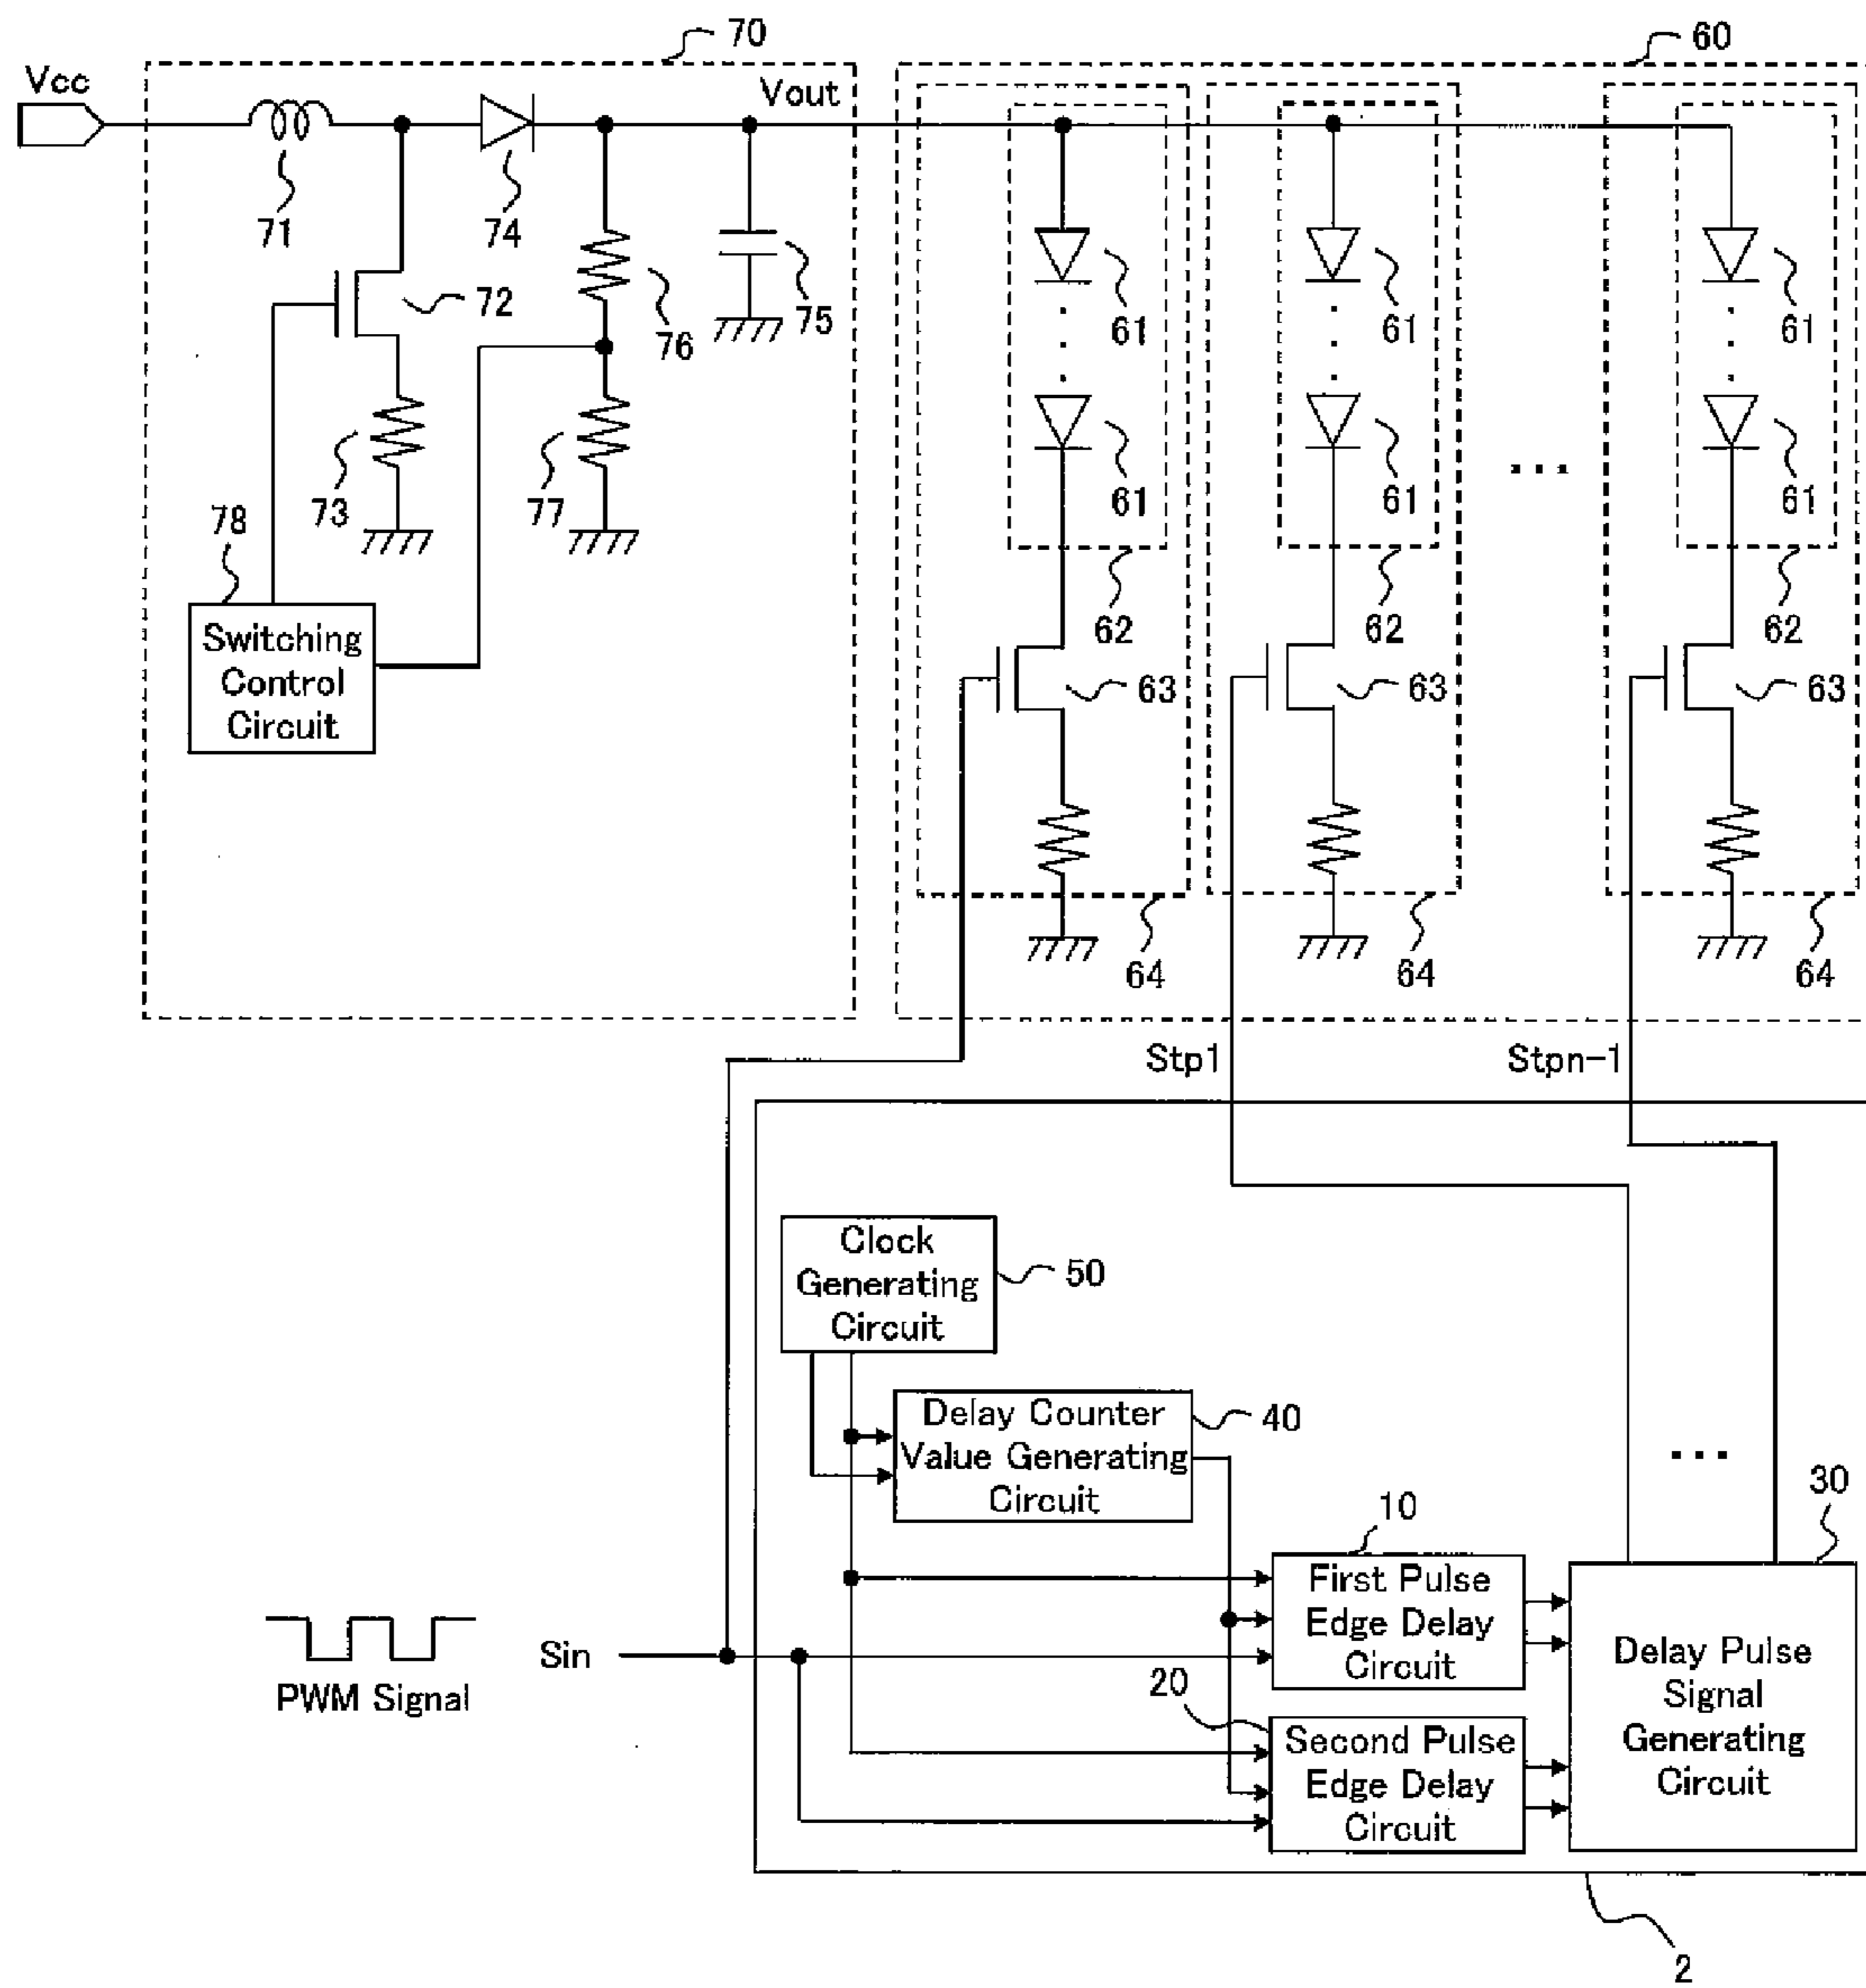 70
60
Vcc
Vout
71
74
72
76
75
61
61
61
73
77
61
61
61
78
62
62
62
Switching
Control
Circuit
63
63
63
64
64
64
Stp1
Stpn-1
Clock
Generating
Circuit
50
Delay Counter
Value Generating
Circuit
40
30
10
First Pulse
Edge Delay
Circuit
Sin
PWM Signal
20
Second Pulse
Edge Delay
Circuit
Delay Pulse
Signal
Generating
Circuit
2